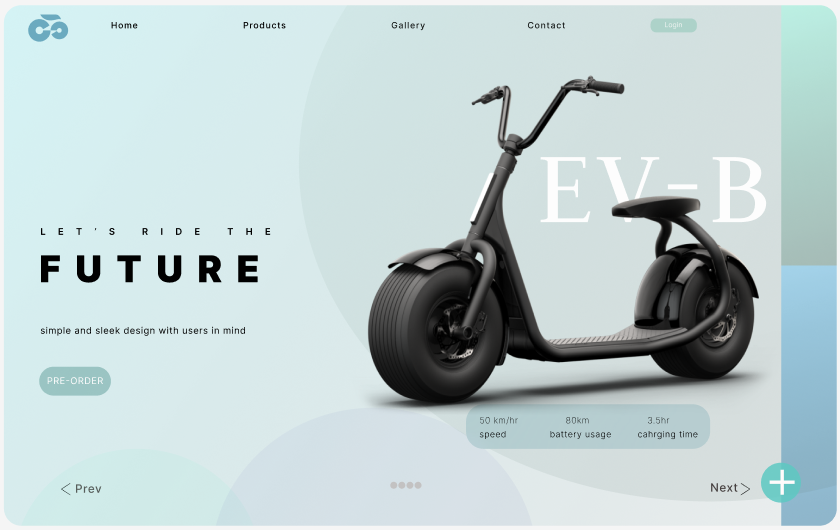 Home Products Gallery Contact Login
EV-B
LET'S RIDE THE
FUTURE
simple and sleek design with users in mind
PRE-ORDER
50 km/hr 80km 3.5hr
speed battery usage cahrging time
Prev Next